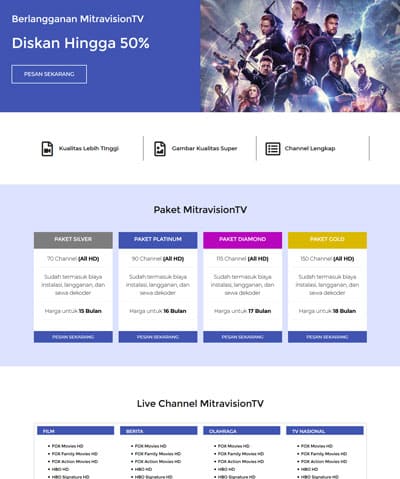 Berlangganan MitravisionTV
Diskan Hingga 50%
PESAN SEKARANG
Kualitas Lebih Tinggi
Gambar Kualitas Super
Channel Lengkap
Paket MitravisionTV
PAKET SILVER
70 Channel (All HD)
Sudah termasuk biaya
instalasi, lengganan, dan
sewa dekoder
Harga untuk 15 Bulan
PESAN SEKARANG
PAKET PLATINUM
90 Channel (All HD)
Sudah termasuk biaya
instalasi, lengganan, dan
sewa dekoder
Harga untuk 16 Bulan
PESAN SEKARANG
PAKET DIAMOND
115 Channel (All HD)
Sudah termasuk biaya
instalasi, lengganan, dan
sewa dekoder
Harga untuk 17 Bulan
PESAN SEKARANG
PAKET GOLD
150 Channel (All HD)
Sudah termasuk biaya
instalasi, lengganan, dan
sewa dekoder
Harga untuk 18 Bulan
PESAN SEKARANG
Live Channel MitravisionTV
FILM
FOX Movies HD
FOX Family Movies HD
FOX Action Movies HD
HBO HD
HBO Signature HD
BERITA
FOX Movies HD
FOX Family Movies HD
FOX Action Movies HD
HBO HD
HBO Signature HD
OLAHRAGA
FOX Movies HD
FOX Family Movies HD
FOX Action Movies HD
HBO HD
HBO Signature HD
TV NASIONAL
FOX Movies HD
FOX Family Movies HD
FOX Action Movies HD
HBO HD
HBO Signature HD